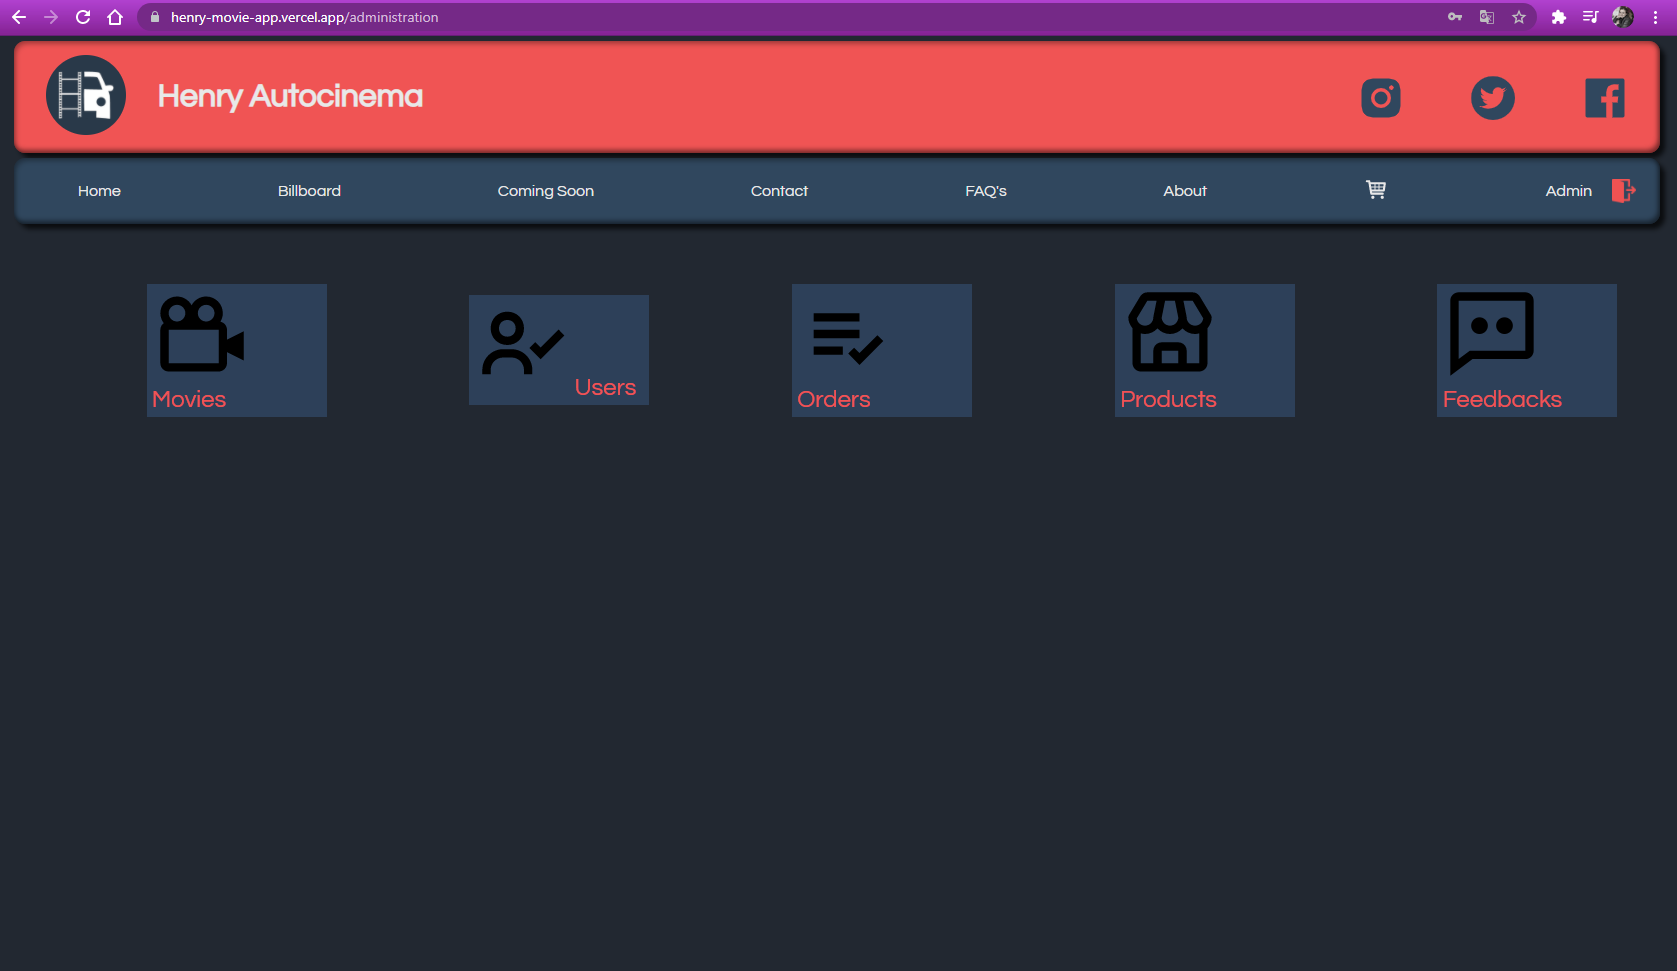 henry-movie-app.vercel.app/administration
Henry Autocinema
Home Billboard Coming Soon Contact FAQ's About Admin
Movies Users Orders Products Feedbacks